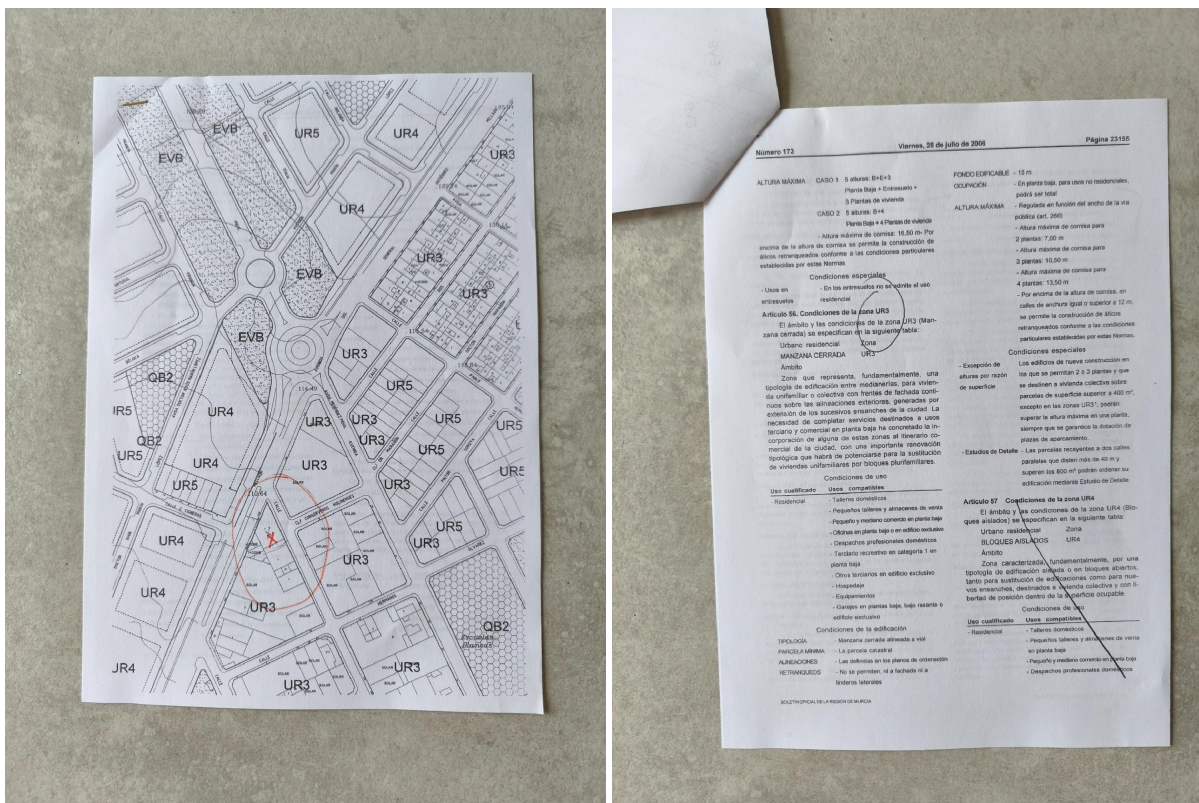 EVB
EVB
UR5
UR4
UR3
UR4
EVB
UR3
UR3
EVB
UR3
QB2
UR4
UR5
UR3
UR3
UR5
UR3
UR5
QB2
UR5
UR4
UR3
UR3
UR5
UR5
UR4
UR3
UR3
UR4
UR3
QB2
Escuelas
Blancas
UR3
UR3
Número 173
Viernes, 28 de julio de 2006
Página 23155
ALTURA MÁXIMA CASO 1 5 alturas: B+E+3
Planta Baja + Entresuelo +
3 Plantas de vivienda
CASO 2 5 alturas: B+4
Planta Baja + 4 Plantas de vivienda
- Altura máxima de cornisa: 16,50 m- Por
encima de la altura de cornisa se permite la construcción de
áticos retranqueados conforme a las condiciones particulares
establecidas por estas Normas
Condiciones especiales
- Usos en - En los entresuelos no se admite el uso
entresuelos residencial
Artículo 56. Condiciones de la zona UR3
El ámbito y las condiciones de la zona UR3 (Man-
zana cerrada) se especifican en la siguiente tabla:
Urbano residencial Zona
MANZANA CERRADA UR3
Ámbito
Zona que representa, fundamentalmente, una
tipología de edificación entre medianerías, para vivien-
da unifamiliar o colectiva con frentes de fachada conti-
nuos sobre las alineaciones exteriores, generadas por
extensión de los sucesivos ensanches de la ciudad. La
necesidad de completar servicios destinados a usos
terciario y comercial en planta baja ha concretado la in-
corporación de alguna de estas zonas al itinerario co-
mercial de la ciudad, con una importante renovación
tipológica que habrá de potenciarse para la sustitución
de viviendas unifamiliares por bloques plurifamiliares.
Condiciones de uso
Uso cualificado Usos compatibles
- Residencial - Talleres domésticos
- Pequeños talleres y almacenes de venta
- Pequeño y mediano comercio en planta baja
- Oficinas en planta baja o en edificio exclusivo
- Despachos profesionales domésticos
- Terciario recreativo en categoría 1 en
planta baja
- Otros terciarios en edificio exclusivo
- Hospedaje
- Equipamientos
- Garajes en plantas baja, bajo rasante o
edificio exclusivo
Condiciones de la edificación
TIPOLOGÍA - Manzana cerrada alineada a vial
PARCELA MÍNIMA - La parcela catastral
ALINEACIONES - Las definidas en los planos de ordenación
RETRANQUEOS - No se permiten, ni a fachada ni a
linderos laterales
BOLETÍN OFICIAL DE LA REGIÓN DE MURCIA
FONDO EDIFICABLE - 15 m
OCUPACIÓN - En planta baja, para usos no residenciales,
podrá ser total
ALTURA MÁXIMA - Regulada en función del ancho de la vía
pública (art. 260)
- Altura máxima de cornisa para
2 plantas: 7,00 m
- Altura máxima de cornisa para
3 plantas: 10,50 m
- Altura máxima de cornisa para
4 plantas: 13,50 m
- Por encima de la altura de cornisa, en
calles de anchura igual o superior a 12 m,
se permite la construcción de áticos
retranqueados conforme a las condiciones
particulares establecidas por estas Normas.
Condiciones especiales
- Excepción de Los edificios de nueva construcción en
alturas por razón los que se permitan 2 ó 3 plantas y que
de superficie se destinen a vivienda colectiva sobre
parcelas de superficie superior a 400 m²,
excepto en las zonas UR3¹, podrán
superar la altura máxima en una planta,
siempre que se garantice la dotación de
plazas de aparcamiento.
- Estudios de Detalle - Las parcelas recayentes a dos calles
paralelas que disten más de 40 m y
superen los 800 m² podrán ordenar su
edificación mediante Estudio de Detalle
Artículo 57 Condiciones de la zona UR4
El ámbito y las condiciones de la zona UR4 (Blo-
ques aislados) se especifican en la siguiente tabla:
Urbano residencial Zona
BLOQUES AISLADOS UR4
Ámbito
Zona caracterizada, fundamentalmente, por una
tipología de edificación aislada o en bloques abiertos,
tanto para sustitución de edificaciones como para nue-
vos ensanches, destinados a vivienda colectiva y con li-
bertad de posición dentro de la superficie ocupable.
Condiciones de uso
Uso cualificado Usos compatibles
- Residencial - Talleres domésticos
- Pequeños talleres y almacenes de venta
en planta baja
- Pequeño y mediano comercio en planta baja
- Despachos profesionales domésticos